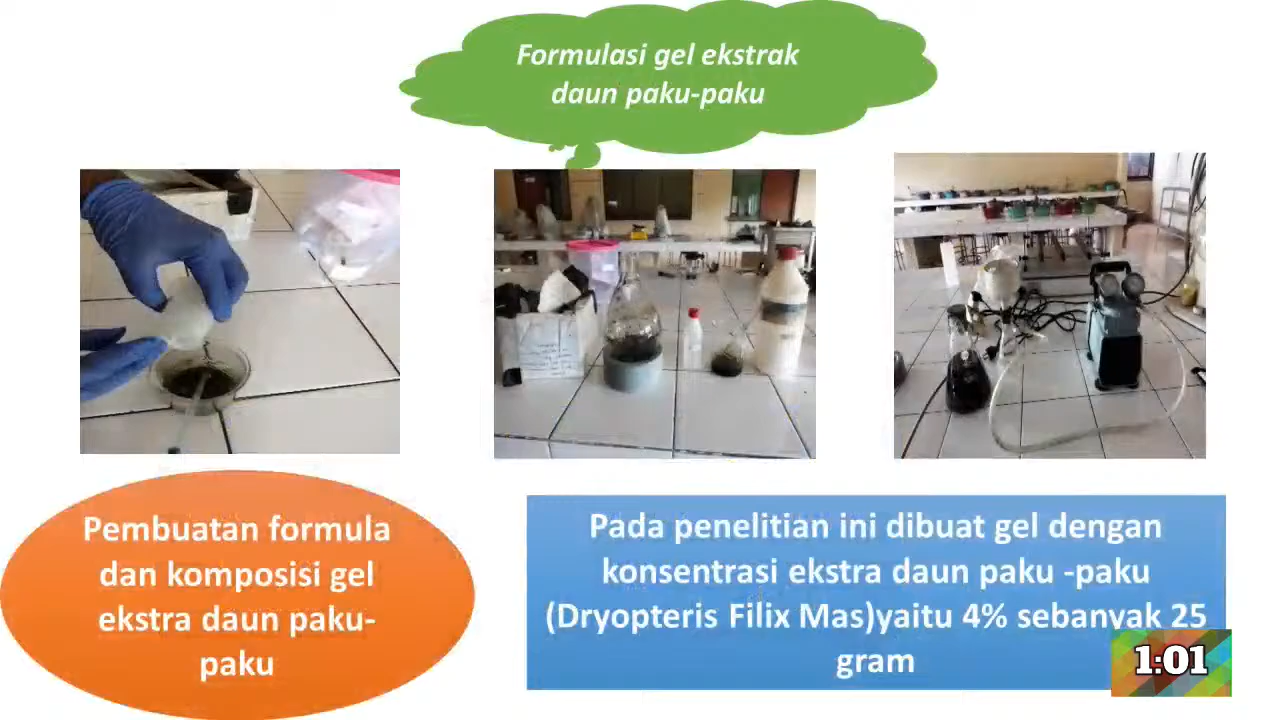 Formulasi gel ekstrak
daun paku-paku
Pembuatan formula
dan komposisi gel
ekstra daun paku-
paku
Pada penelitian ini dibuat gel dengan
konsentrasi ekstra daun paku -paku
(Dryopteris Filix Mas)yaitu 4% sebanyak 25
gram
1:01